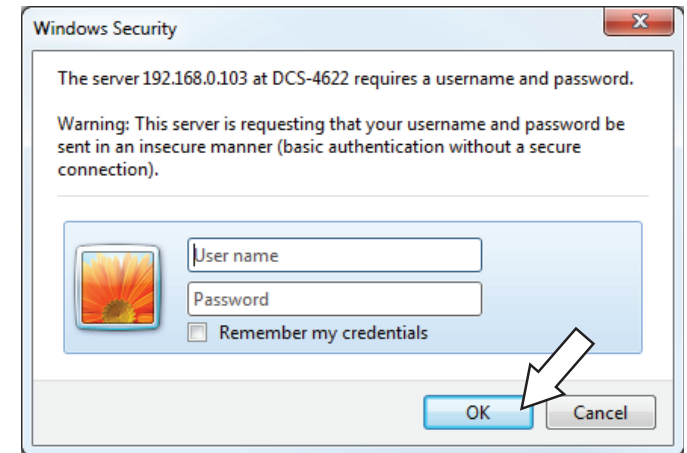 Windows Security
The server 192.168.0.103 at DCS-4622 requires a username and password.
Warning: This server is requesting that your username and password be
sent in an insecure manner (basic authentication without a secure
connection).
User name
Password
Remember my credentials
OK
Cancel